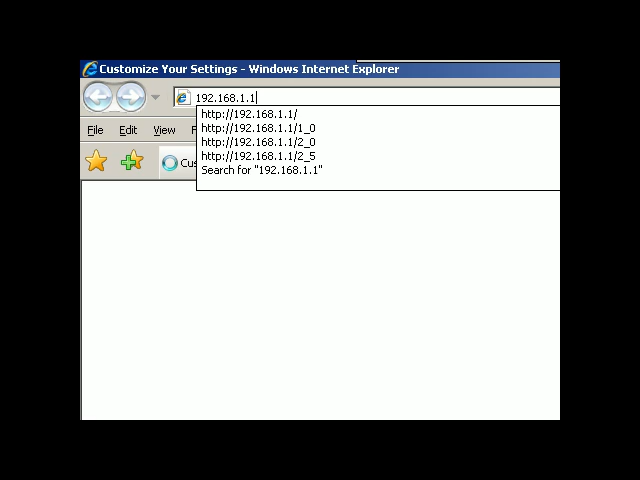 Customize Your Settings - Windows Internet Explorer
192.168.1.1
http://192.168.1.1/
http://192.168.1.1/1_0
http://192.168.1.1/2_0
http://192.168.1.1/2_5
Search for "192.168.1.1"
File Edit View F
Cus